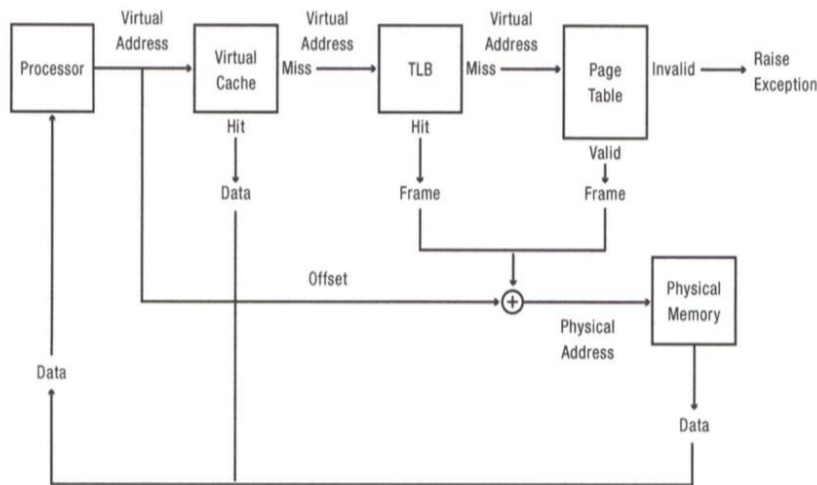 Virtual
Address
Virtual
Address
Virtual
Address
Processor
Virtual
Cache
Miss
TLB
Miss
Page
Table
Invalid
Raise
Exception
Hit
Hit
Valid
Data
Frame
Frame
Offset
+
Physical
Address
Physical
Memory
Data
Data